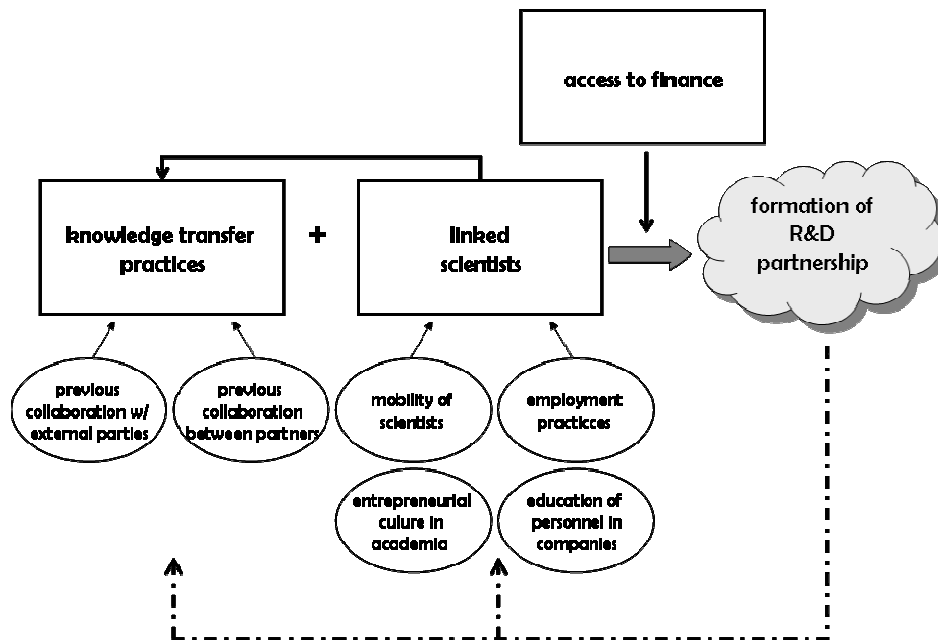 access to finance
knowledge transfer
practices
+
linked
scientists
formation of
R&D
partnership
previous
collaboration w/
external parties
previous
collaboration
between partners
mobility of
scientists
employment
practicces
entrepreneurial
culure in
academia
education of
personnel in
companies